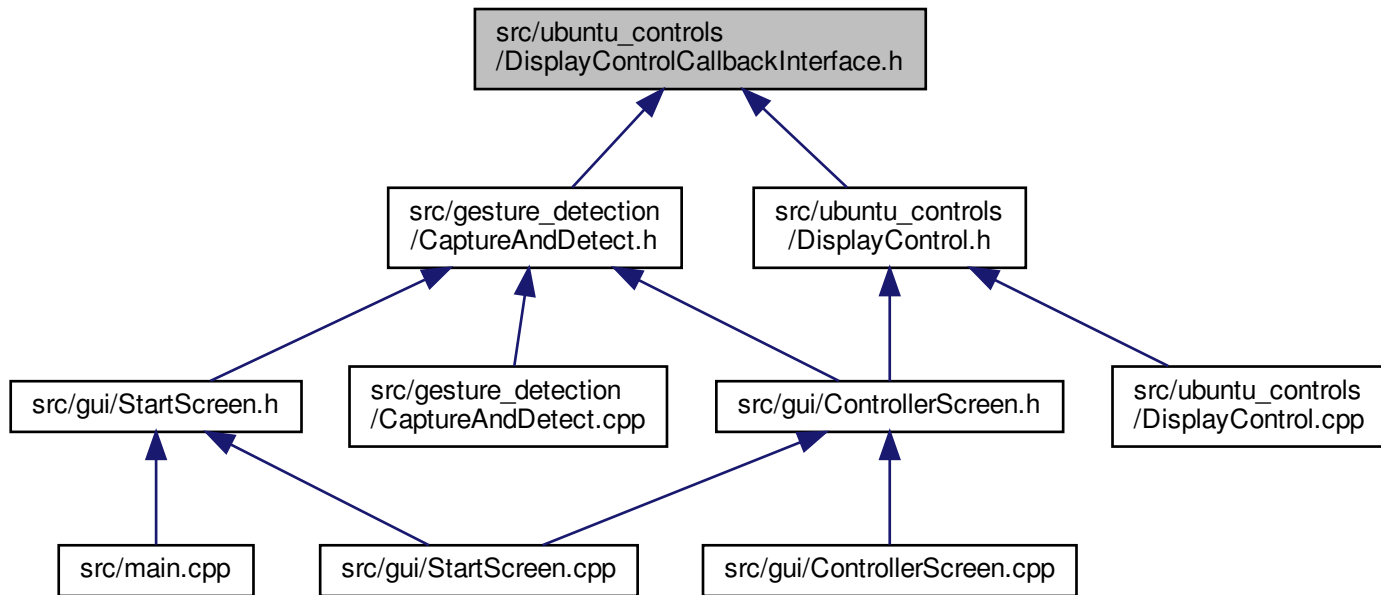 src/ubuntu_controls
/DisplayControlCallbackInterface.h
src/gesture_detection
/CaptureAndDetect.h
src/ubuntu_controls
/DisplayControl.h
src/gui/StartScreen.h
src/gesture_detection
/CaptureAndDetect.cpp
src/gui/ControllerScreen.h
src/ubuntu_controls
/DisplayControl.cpp
src/main.cpp
src/gui/StartScreen.cpp
src/gui/ControllerScreen.cpp